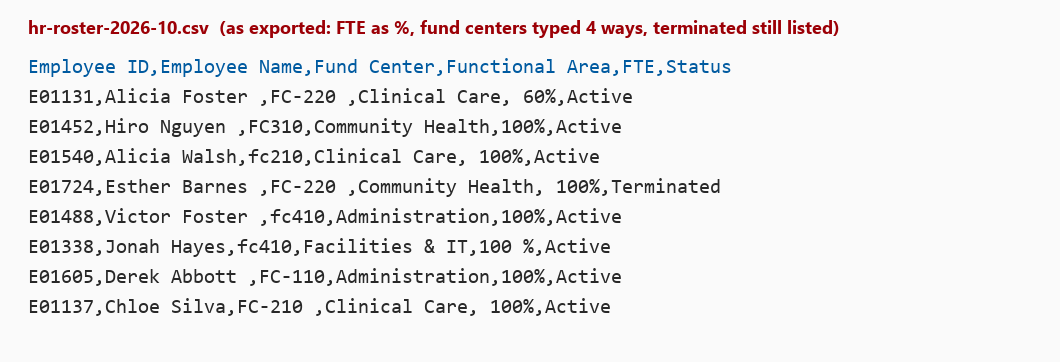 hr-roster-2026-10.csv  (as exported: FTE as %, fund centers typed 4 ways, terminated still listed)
Employee ID,Employee Name,Fund Center,Functional Area,FTE,Status
E01131,Alicia Foster ,FC-220 ,Clinical Care, 60%,Active
E01452,Hiro Nguyen ,FC310,Community Health,100%,Active
E01540,Alicia Walsh,fc210,Clinical Care, 100%,Active
E01724,Esther Barnes ,FC-220 ,Community Health, 100%,Terminated
E01488,Victor Foster ,fc410,Administration,100%,Active
E01338,Jonah Hayes,fc410,Facilities & IT,100 %,Active
E01605,Derek Abbott ,FC-110,Administration,100%,Active
E01137,Chloe Silva,FC-210 ,Clinical Care, 100%,Active